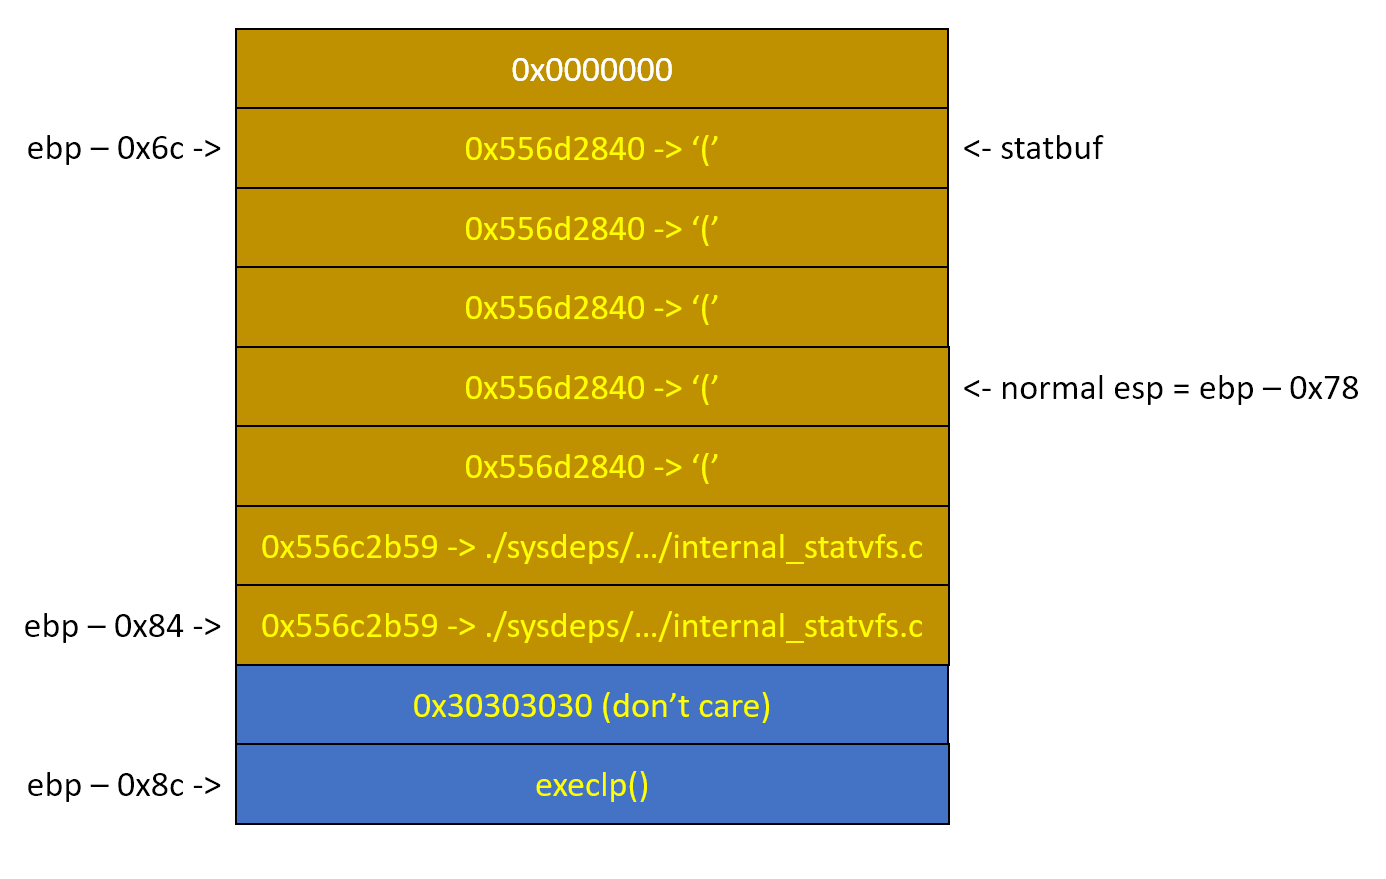 0x0000000
ebp – 0x6c ->
0x556d2840 -> ‘(’
<- statbuf
0x556d2840 -> ‘(’
0x556d2840 -> ‘(’
0x556d2840 -> ‘(’
<- normal esp = ebp – 0x78
0x556d2840 -> ‘(’
0x556c2b59 -> ./sysdeps/…/internal_statvfs.c
ebp – 0x84 ->
0x556c2b59 -> ./sysdeps/…/internal_statvfs.c
0x30303030 (don’t care)
ebp – 0x8c ->
execlp()